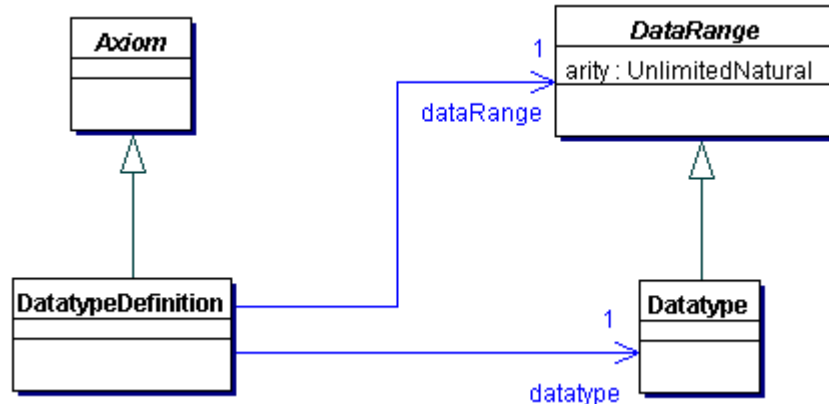 Axiom
DataRange
arity : UnlimitedNatural
1
dataRange
DatatypeDefinition
Datatype
1
datatype